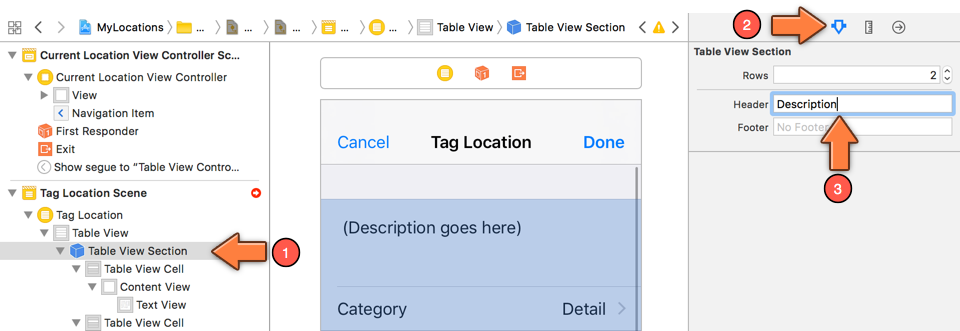 MyLocations
...
...
...
...
...
Table View
Table View Section
2
Current Location View Controller Sc...
Current Location View Controller
View
Navigation Item
First Responder
Exit
Show segue to “Table View Contro...
Tag Location Scene
Tag Location
Table View
Table View Section
1
Table View Cell
Content View
Text View
Table View Cell
Cancel
Tag Location
Done
(Description goes here)
Category
Detail
Table View Section
Rows
2
Header
Description
Footer
No Footer
3